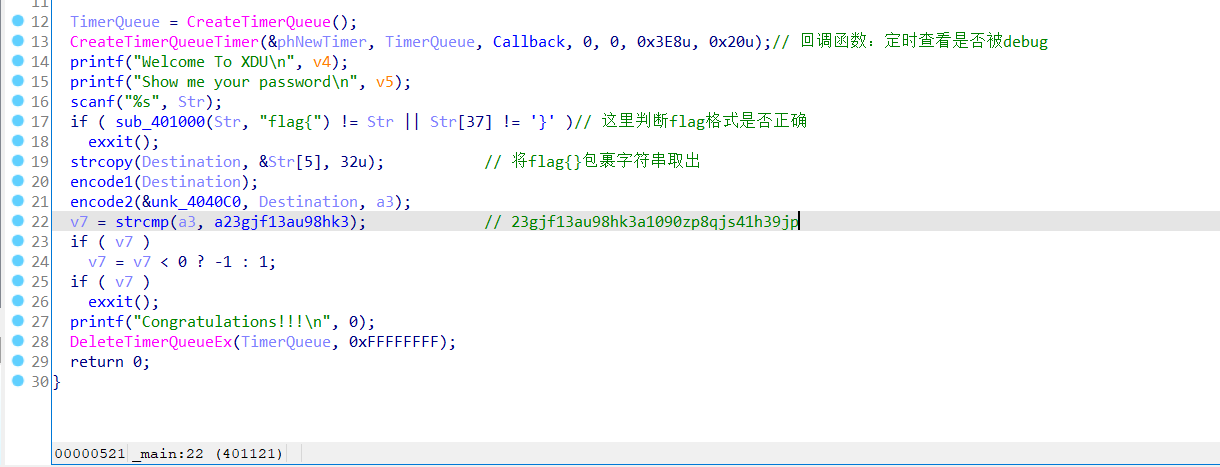 11
12 TimerQueue = CreateTimerQueue();
13 CreateTimerQueueTimer(&phNewTimer, TimerQueue, Callback, 0, 0, 0x3E8u, 0x20u);// 回调函数：定时查看是否被debug
14 printf("Welcome To XDU\n", v4);
15 printf("Show me your password\n", v5);
16 scanf("%s", Str);
17 if ( sub_401000(Str, "flag{") != Str || Str[37] != '}' )// 这里判断flag格式是否正确
18 exxit();
19 strcopy(Destination, &Str[5], 32u); // 将flag{}包裹字符串取出
20 encode1(Destination);
21 encode2(&unk_4040C0, Destination, a3);
22 v7 = strcmp(a3, a23gjf13au98hk3); // 23gjf13au98hk3a1090zp8qjs41h39jp
23 if ( v7 )
24 v7 = v7 < 0 ? -1 : 1;
25 if ( v7 )
26 exxit();
27 printf("Congratulations!!!\n", 0);
28 DeleteTimerQueueEx(TimerQueue, 0xFFFFFFFF);
29 return 0;
30 }
00000521 _main:22 (401121)